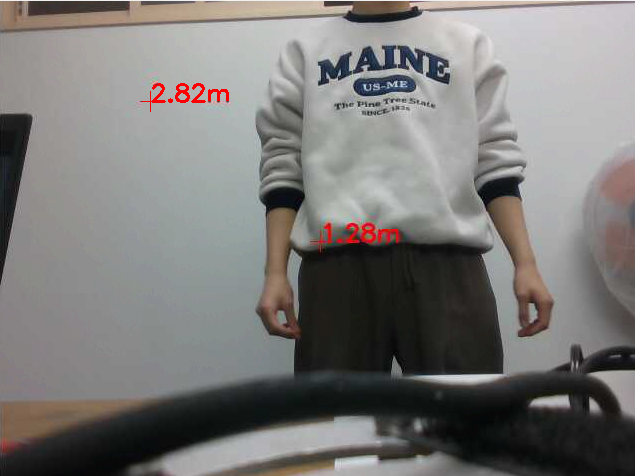 MAINE
US-ME
The Pine Tree State
SINCE 1820
2.82m
1.28m